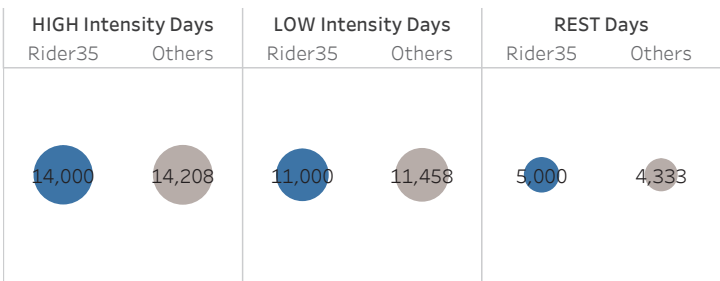 HIGH Intensity Days LOW Intensity Days REST Days
Rider35 Others Rider35 Others Rider35 Others
14,000 14,208 11,000 11,458 5,000 4,333